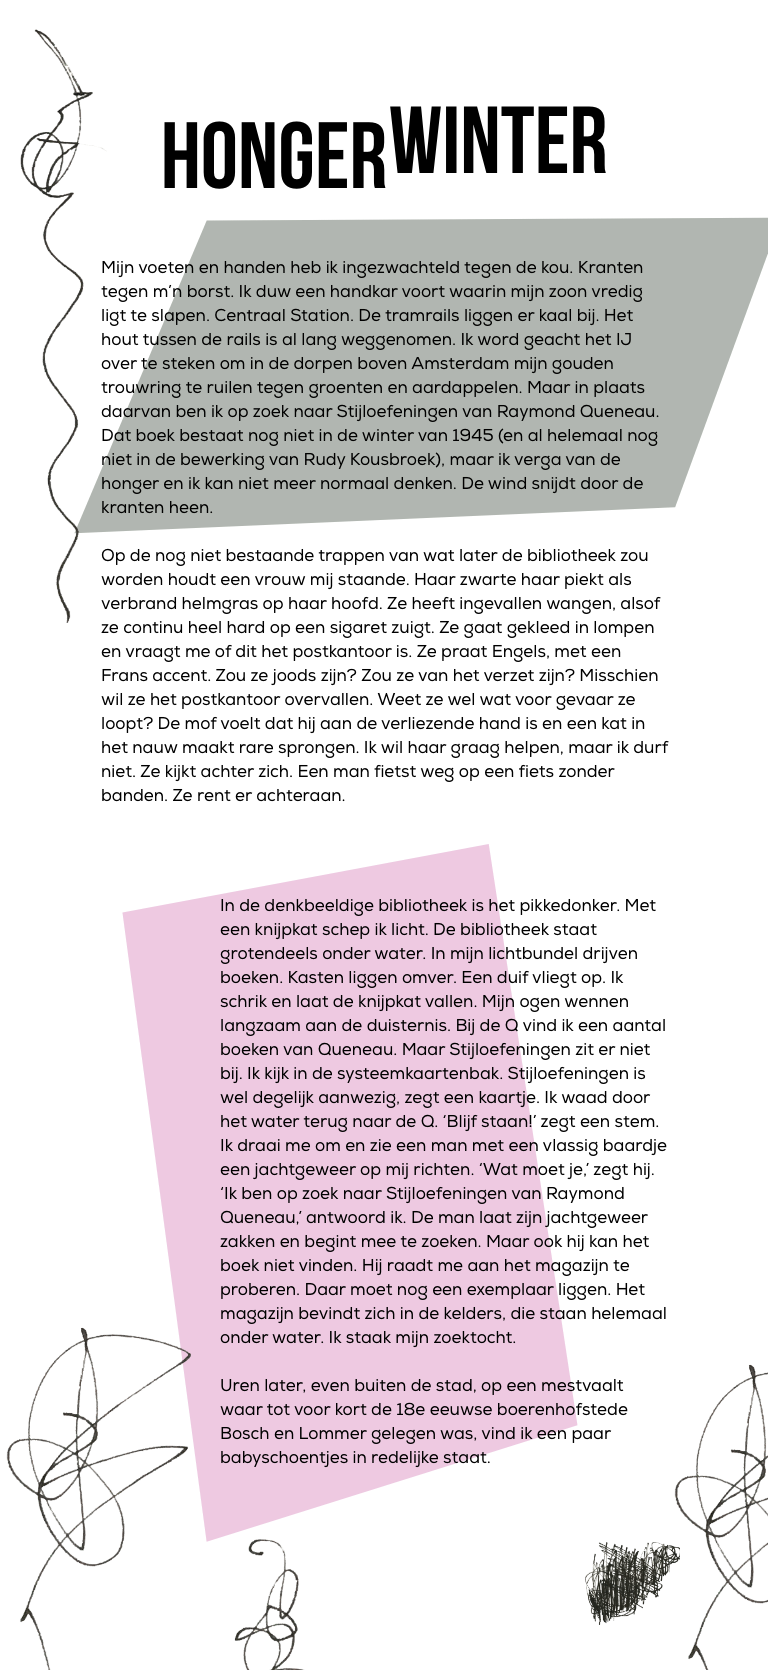 HONGERWINTER
Mijn voeten en handen heb ik ingezwachteld tegen de kou. Kranten
tegen m’n borst. Ik duw een handkar voort waarin mijn zoon vredig
ligt te slapen. Centraal Station. De tramrails liggen er kaal bij. Het
hout tussen de rails is al lang weggenomen. Ik word geacht het IJ
over te steken om in de dorpen boven Amsterdam mijn gouden
trouwring te ruilen tegen groenten en aardappelen. Maar in plaats
daarvan ben ik op zoek naar Stijloefeningen van Raymond Queneau.
Dat boek bestaat nog niet in de winter van 1945 (en al helemaal nog
niet in de bewerking van Rudy Kousbroek), maar ik verga van de
honger en ik kan niet meer normaal denken. De wind snijdt door de
kranten heen.
Op de nog niet bestaande trappen van wat later de bibliotheek zou
worden houdt een vrouw mij staande. Haar zwarte haar piekt als
verbrand helmgras op haar hoofd. Ze heeft ingevallen wangen, alsof
ze continu heel hard op een sigaret zuigt. Ze gaat gekleed in lompen
en vraagt me of dit het postkantoor is. Ze praat Engels, met een
Frans accent. Zou ze joods zijn? Zou ze van het verzet zijn? Misschien
wil ze het postkantoor overvallen. Weet ze wel wat voor gevaar ze
loopt? De mof voelt dat hij aan de verliezende hand is en een kat in
het nauw maakt rare sprongen. Ik wil haar graag helpen, maar ik durf
niet. Ze kijkt achter zich. Een man fietst weg op een fiets zonder
banden. Ze rent er achteraan.
In de denkbeeldige bibliotheek is het pikkedonker. Met
een knijpkat schep ik licht. De bibliotheek staat
grotendeels onder water. In mijn lichtbundel drijven
boeken. Kasten liggen omver. Een duif vliegt op. Ik
schrik en laat de knijpkat vallen. Mijn ogen wennen
langzaam aan de duisternis. Bij de Q vind ik een aantal
boeken van Queneau. Maar Stijloefeningen zit er niet
bij. Ik kijk in de systeemkaartenbak. Stijloefeningen is
wel degelijk aanwezig, zegt een kaartje. Ik waad door
het water terug naar de Q. ‘Blijf staan!’ zegt een stem.
Ik draai me om en zie een man met een vlassig baardje
een jachtgeweer op mij richten. ‘Wat moet je,’ zegt hij.
‘Ik ben op zoek naar Stijloefeningen van Raymond
Queneau,’ antwoord ik. De man laat zijn jachtgeweer
zakken en begint mee te zoeken. Maar ook hij kan het
boek niet vinden. Hij raadt me aan het magazijn te
proberen. Daar moet nog een exemplaar liggen. Het
magazijn bevindt zich in de kelders, die staan helemaal
onder water. Ik staak mijn zoektocht.
Uren later, even buiten de stad, op een mestvaalt
waar tot voor kort de 18e eeuwse boerenhofstede
Bosch en Lommer gelegen was, vind ik een paar
babyschoentjes in redelijke staat.